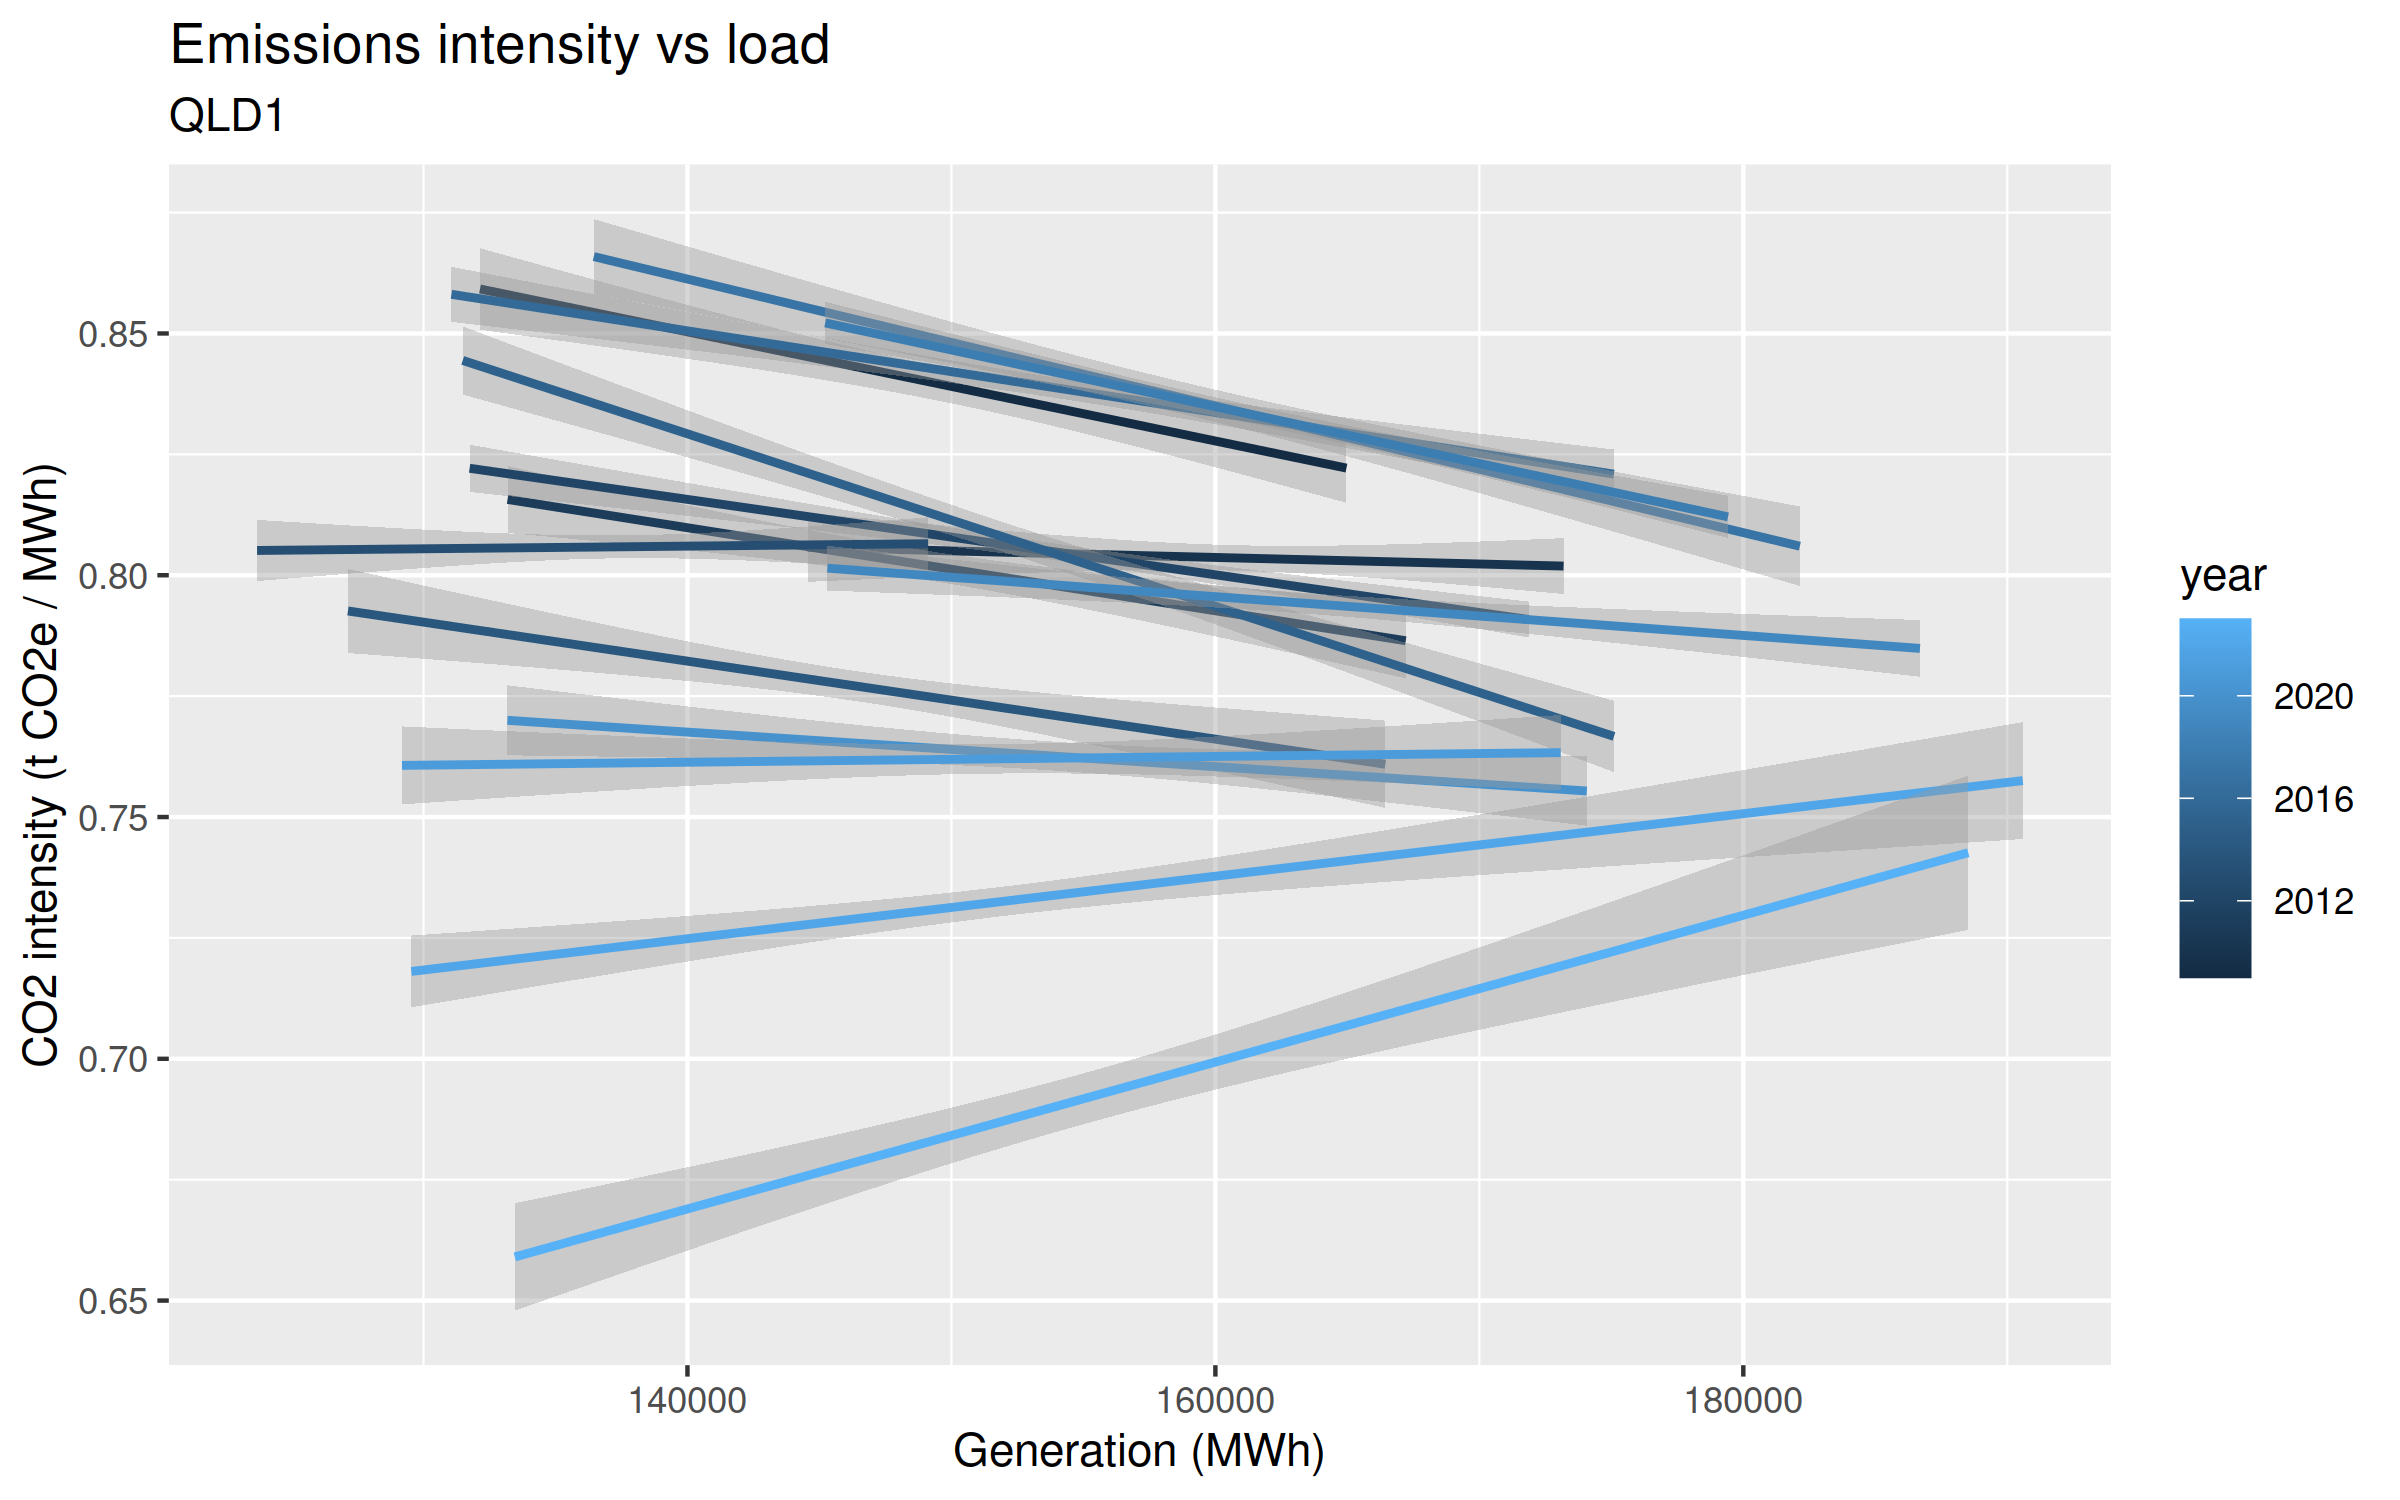 Emissions intensity vs load
QLD1
CO2 intensity (t CO2e / MWh)
0.85
0.80
0.75
0.70
0.65
140000
160000
180000
Generation (MWh)
year
2020
2016
2012